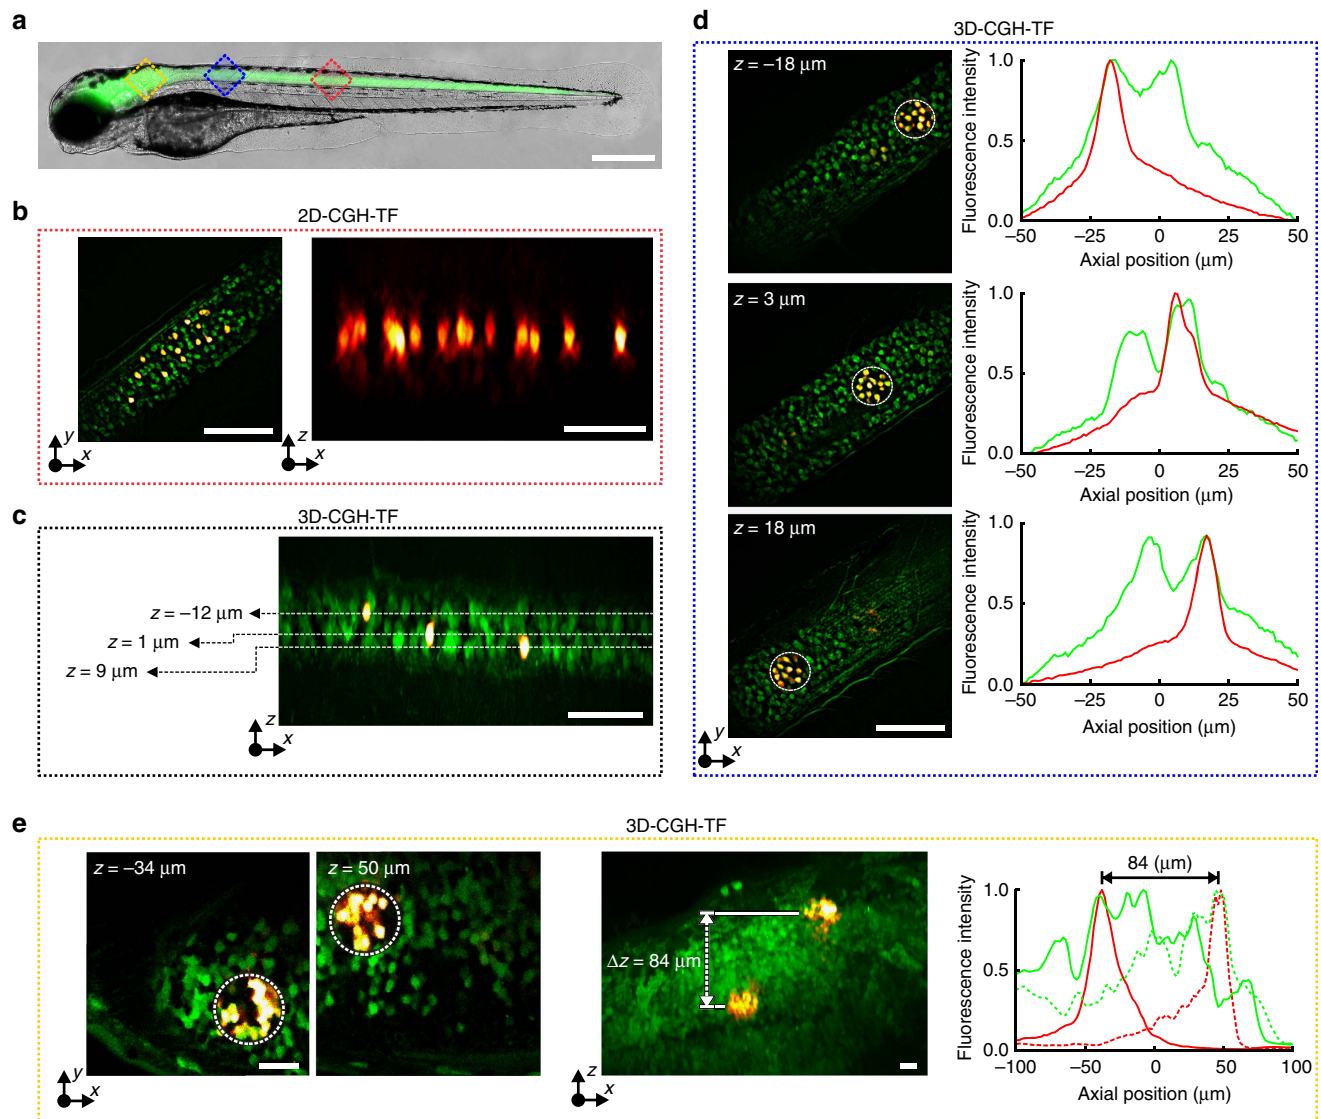 a
b
2D-CGH-TF
y
x
z
x
c
3D-CGH-TF
z = −12 μm
z = 1 μm
z = 9 μm
z
x
d
3D-CGH-TF
z = −18 μm
Fluorescence intensity
1.0
0.5
0.0
−50 −25 0 25 50
Axial position (μm)
z = 3 μm
Fluorescence intensity
1.0
0.5
0.0
−50 −25 0 25 50
Axial position (μm)
z = 18 μm
Fluorescence intensity
1.0
0.5
1.0
−50 −25 0 25 50
Axial position (μm)
y
x
e
3D-CGH-TF
z = −34 μm
z = 50 μm
y
x
Δz = 84 μm
z
x
84 (μm)
Fluorescence intensity
1.0
0.5
1.0
−100 −50 0 50 100
Axial position (μm)